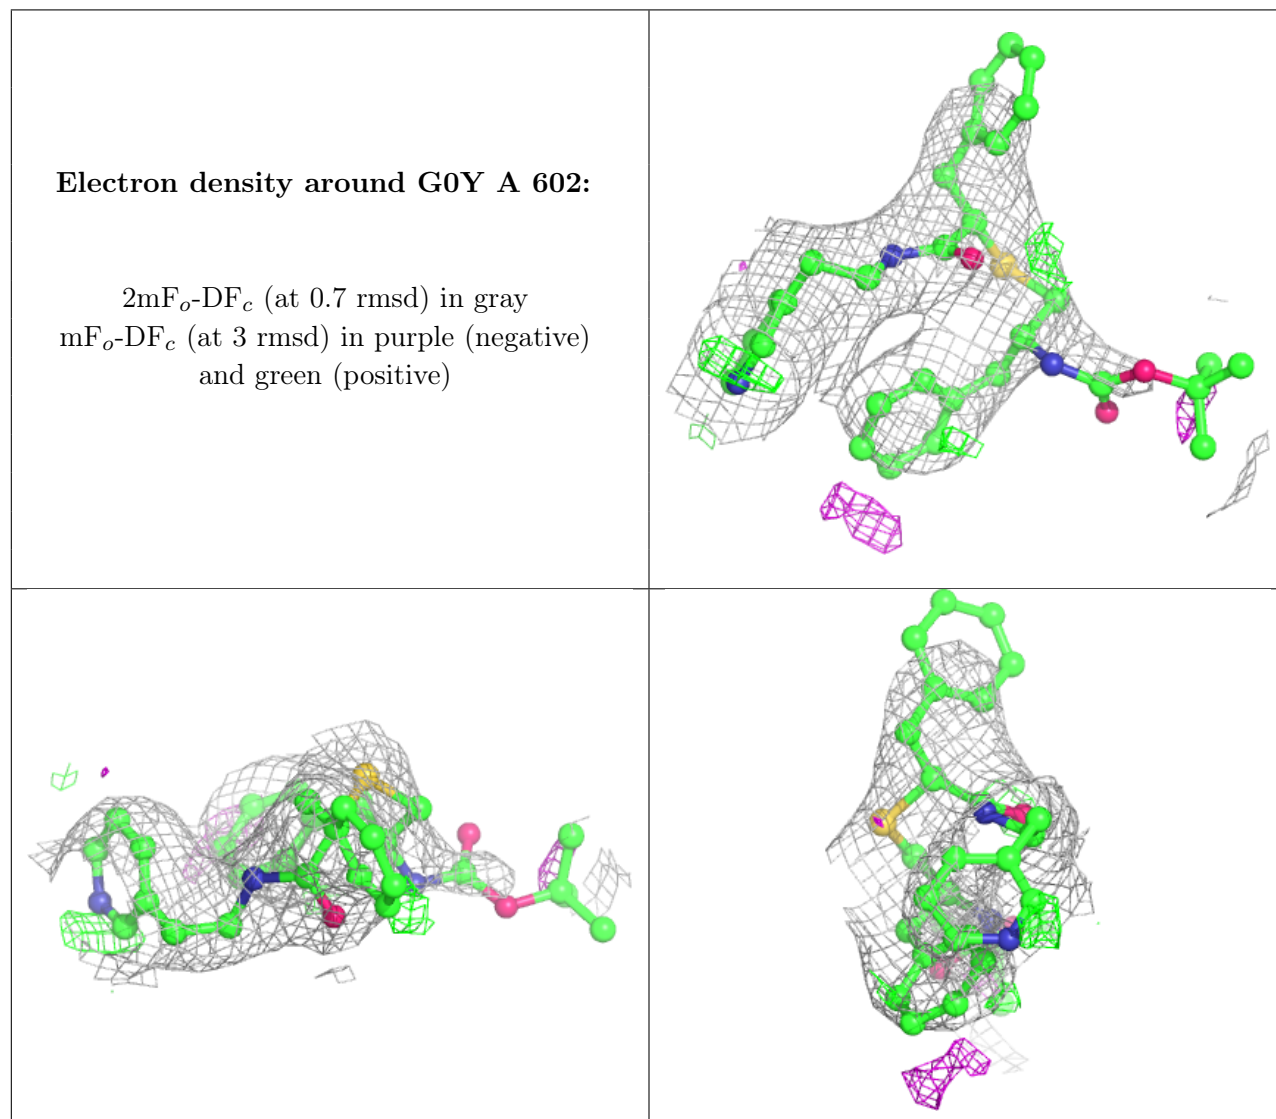 Electron density around G0Y A 602:
2mFₒ-DF𝒸 (at 0.7 rmsd) in gray
mFₒ-DF𝒸 (at 3 rmsd) in purple (negative)
and green (positive)